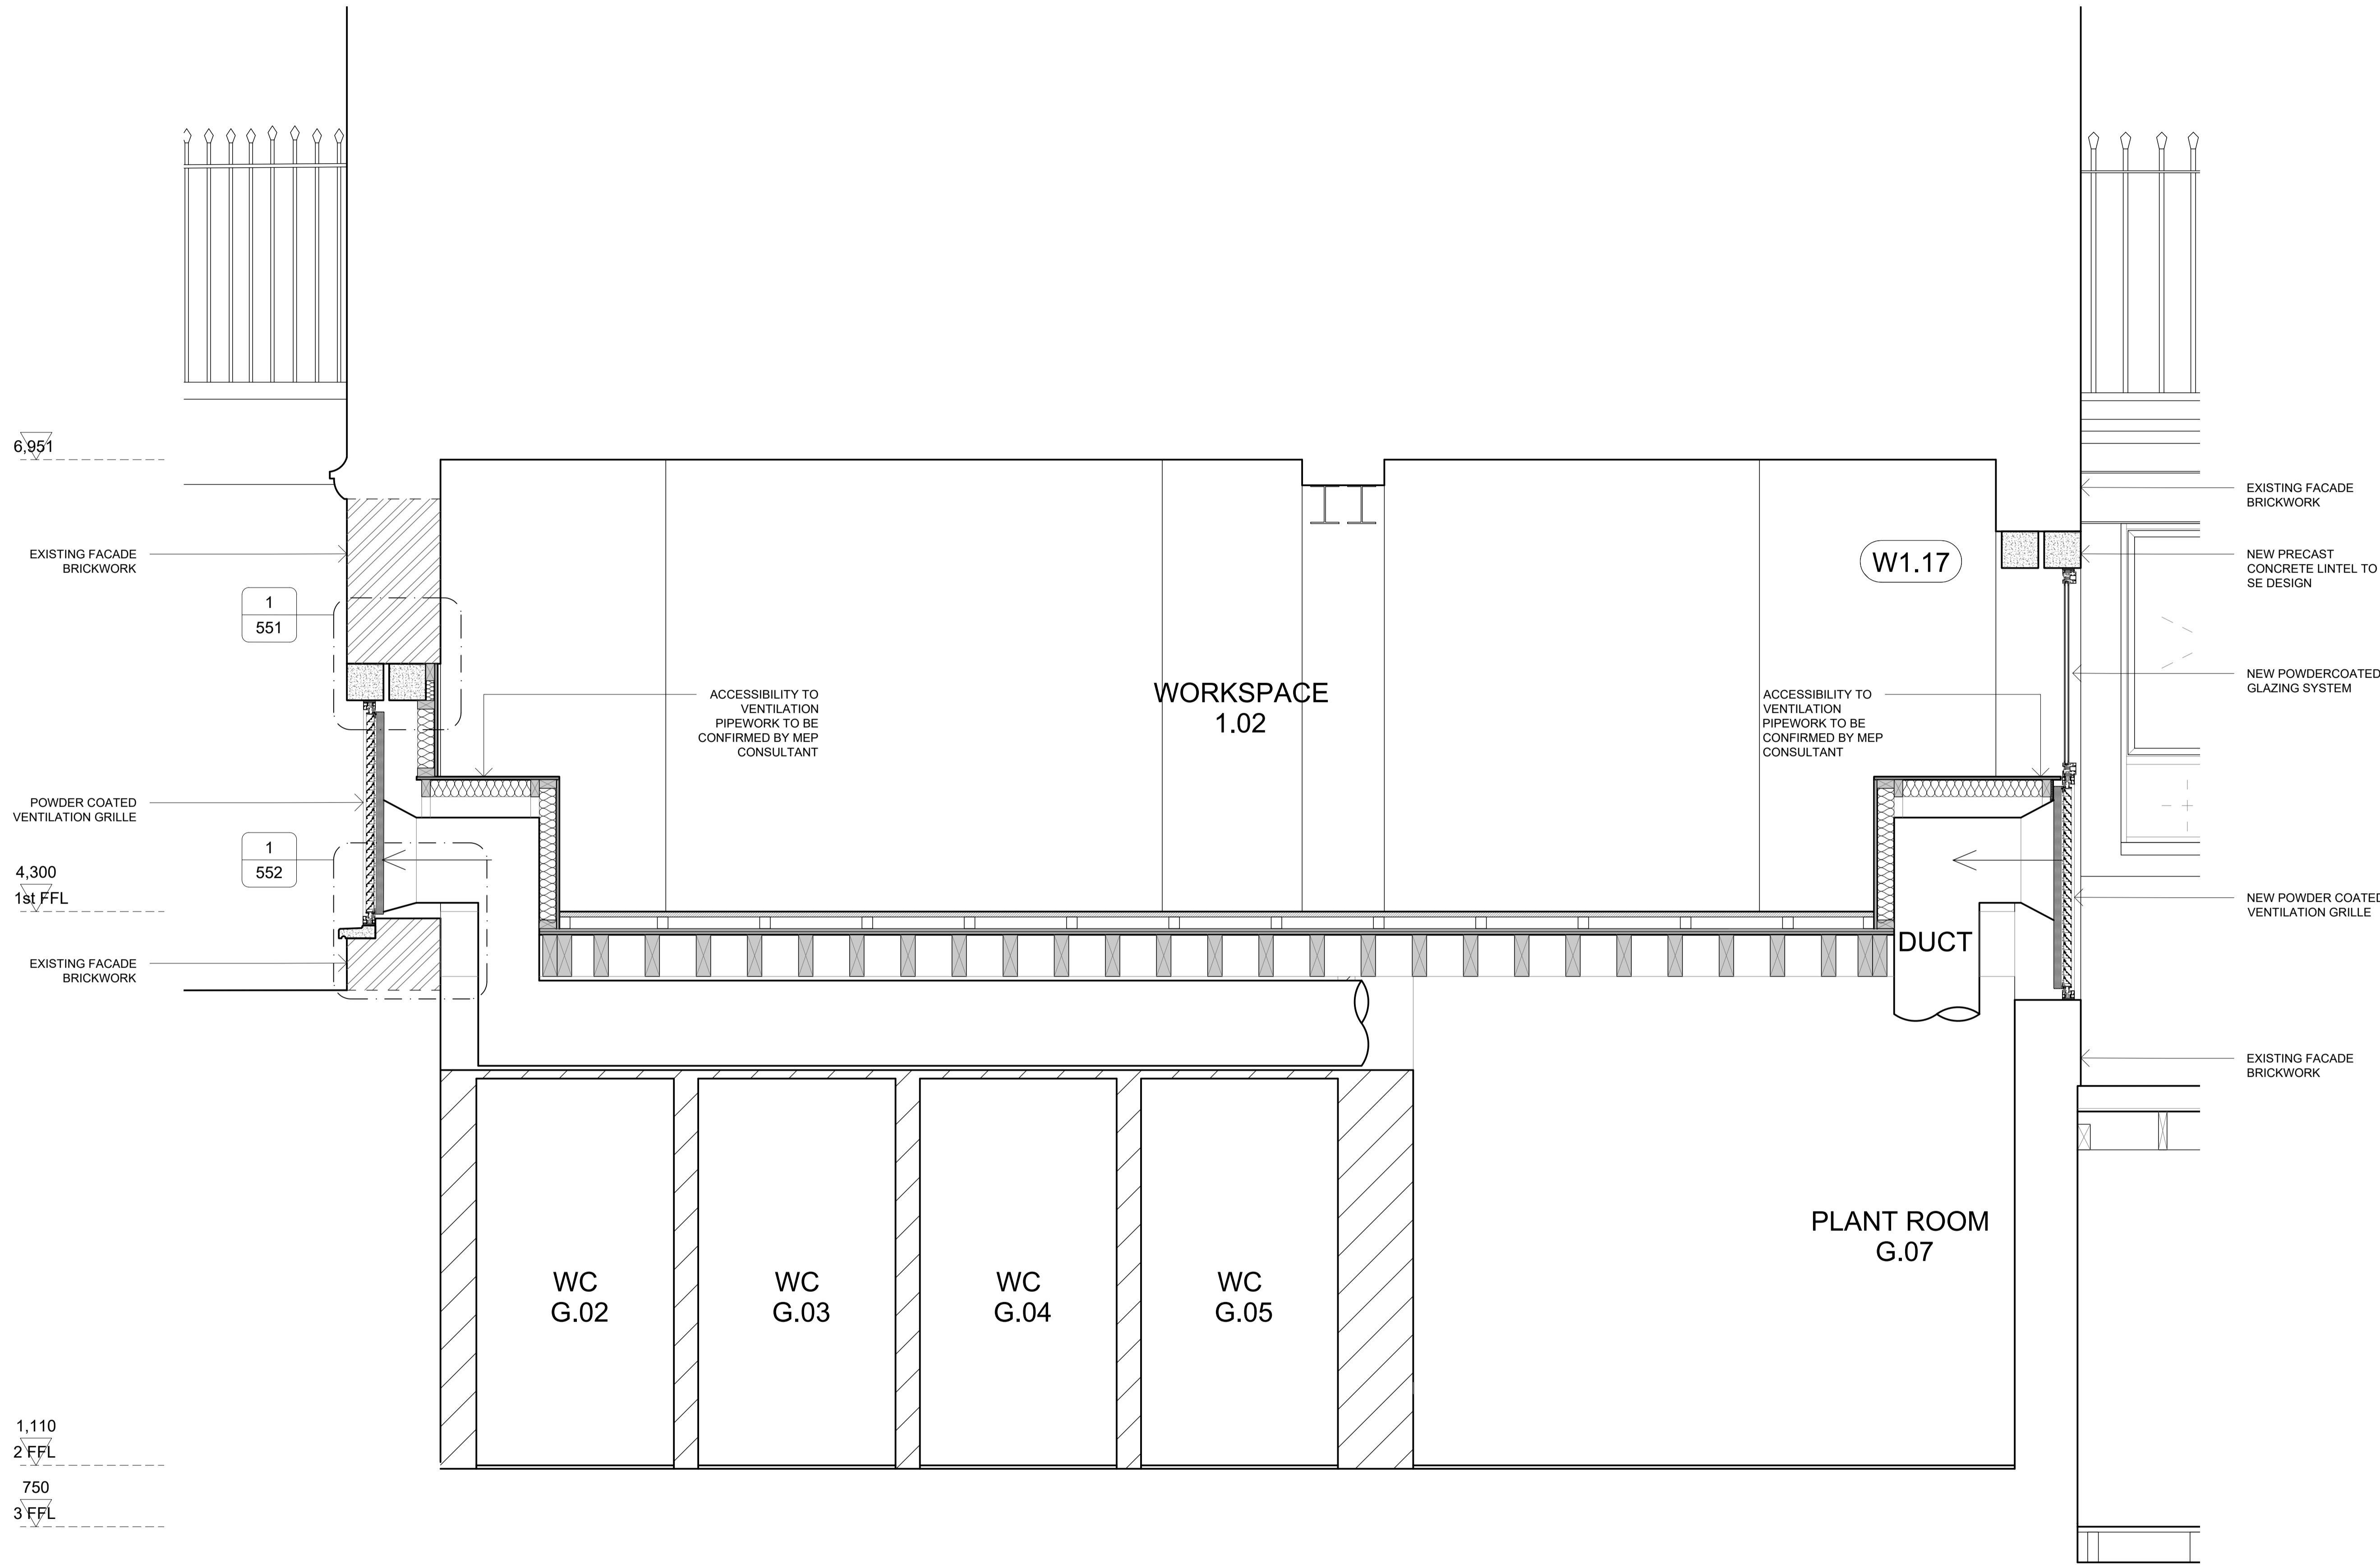 6,951
EXISTING FACADE
BRICKWORK
1
551
POWDER COATED
VENTILATION GRILLE
1
552
4,300
1st FFL
EXISTING FACADE
BRICKWORK
1,110
2 FFL
750
3 FFL
ACCESSIBILITY TO
VENTILATION
PIPEWORK TO BE
CONFIRMED BY MEP
CONSULTANT
WORKSPACE
1.02
W1.17
ACCESSIBILITY TO
VENTILATION
PIPEWORK TO BE
CONFIRMED BY MEP
CONSULTANT
DUCT
WC
G.02
WC
G.03
WC
G.04
WC
G.05
PLANT ROOM
G.07
EXISTING FACADE
BRICKWORK
NEW PRECAST
CONCRETE LINTEL TO
SE DESIGN
NEW POWDERCOATED
GLAZING SYSTEM
NEW POWDER COATED
VENTILATION GRILLE
EXISTING FACADE
BRICKWORK